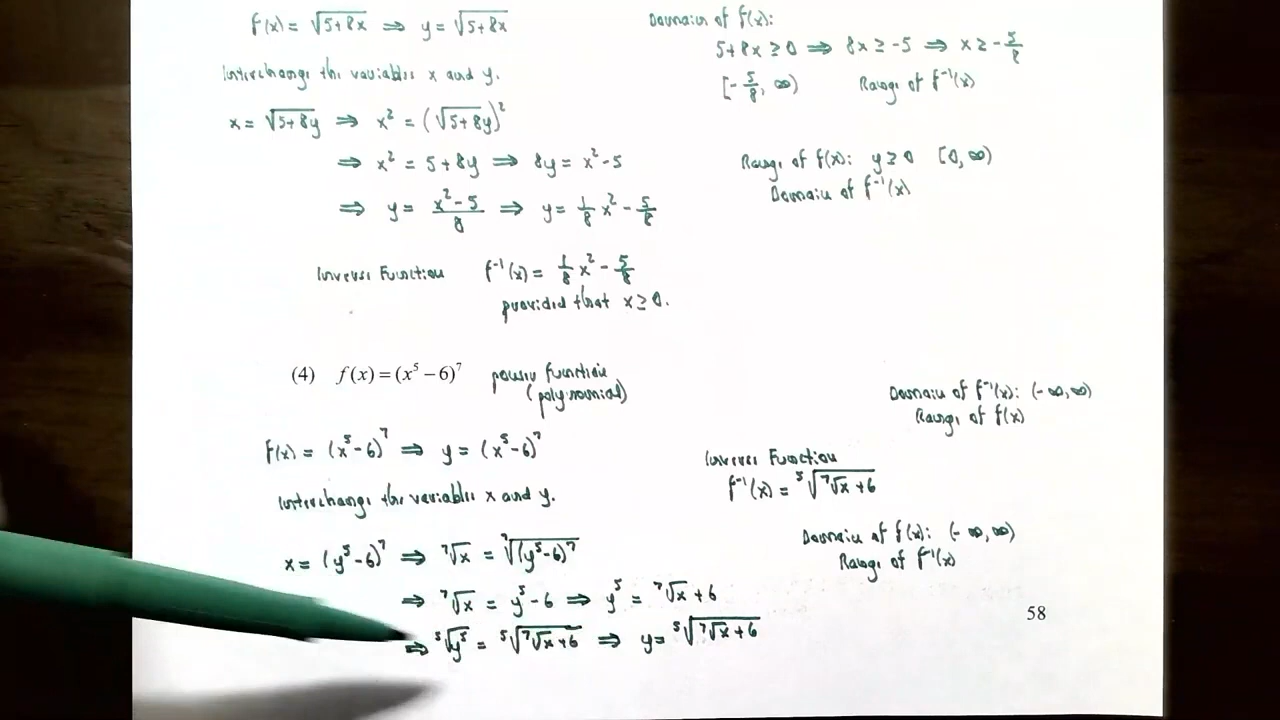 f(x) = √(5+8x) ⇒ y = √(5+8x)
Interchange the variables x and y.
x = √(5+8y) ⇒ x² = (√(5+8y))²
⇒ x² = 5+8y ⇒ 8y = x²-5
⇒ y = (x²-5)/8 ⇒ y = 1/8 x² - 5/8
Inverse Function f⁻¹(x) = 1/8 x² - 5/8
provided that x ≥ 0.
Domain of f(x):
5+8x ≥ 0 ⇒ 8x ≥ -5 ⇒ x ≥ -5/8
[-5/8, ∞) Range of f⁻¹(x)
Range of f(x): y ≥ 0 [0, ∞)
Domain of f⁻¹(x)
(4) f(x) = (x⁵ – 6)⁷ power function
(polynomial)
f(x) = (x⁵-6)⁷ ⇒ y = (x⁵-6)⁷
Interchange the variables x and y.
x = (y⁵-6)⁷ ⇒ ⁷√x = ⁷√((y⁵-6)⁷)
⇒ ⁷√x = y⁵-6 ⇒ y⁵ = ⁷√x + 6
⇒ ⁵√(y⁵) = ⁵√(⁷√x + 6) ⇒ y = ⁵√(⁷√x + 6)
Domain of f⁻¹(x): (-∞, ∞)
Range of f(x)
Inverse Function
f⁻¹(x) = ⁵√(⁷√x + 6)
Domain of f(x): (-∞, ∞)
Range of f⁻¹(x)
58